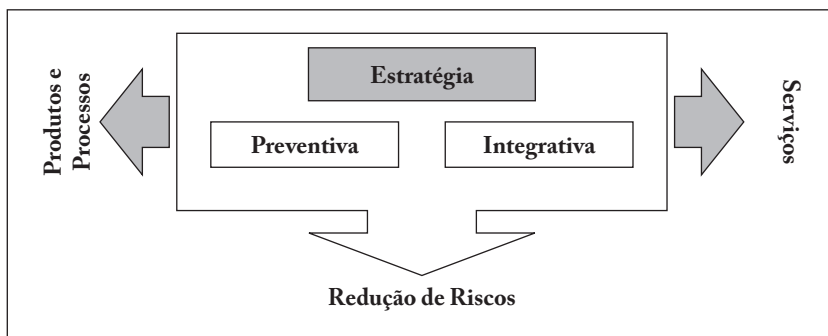 Estratégia
Produtos e
Processos
Preventiva
Integrativa
Serviços
Redução de Riscos